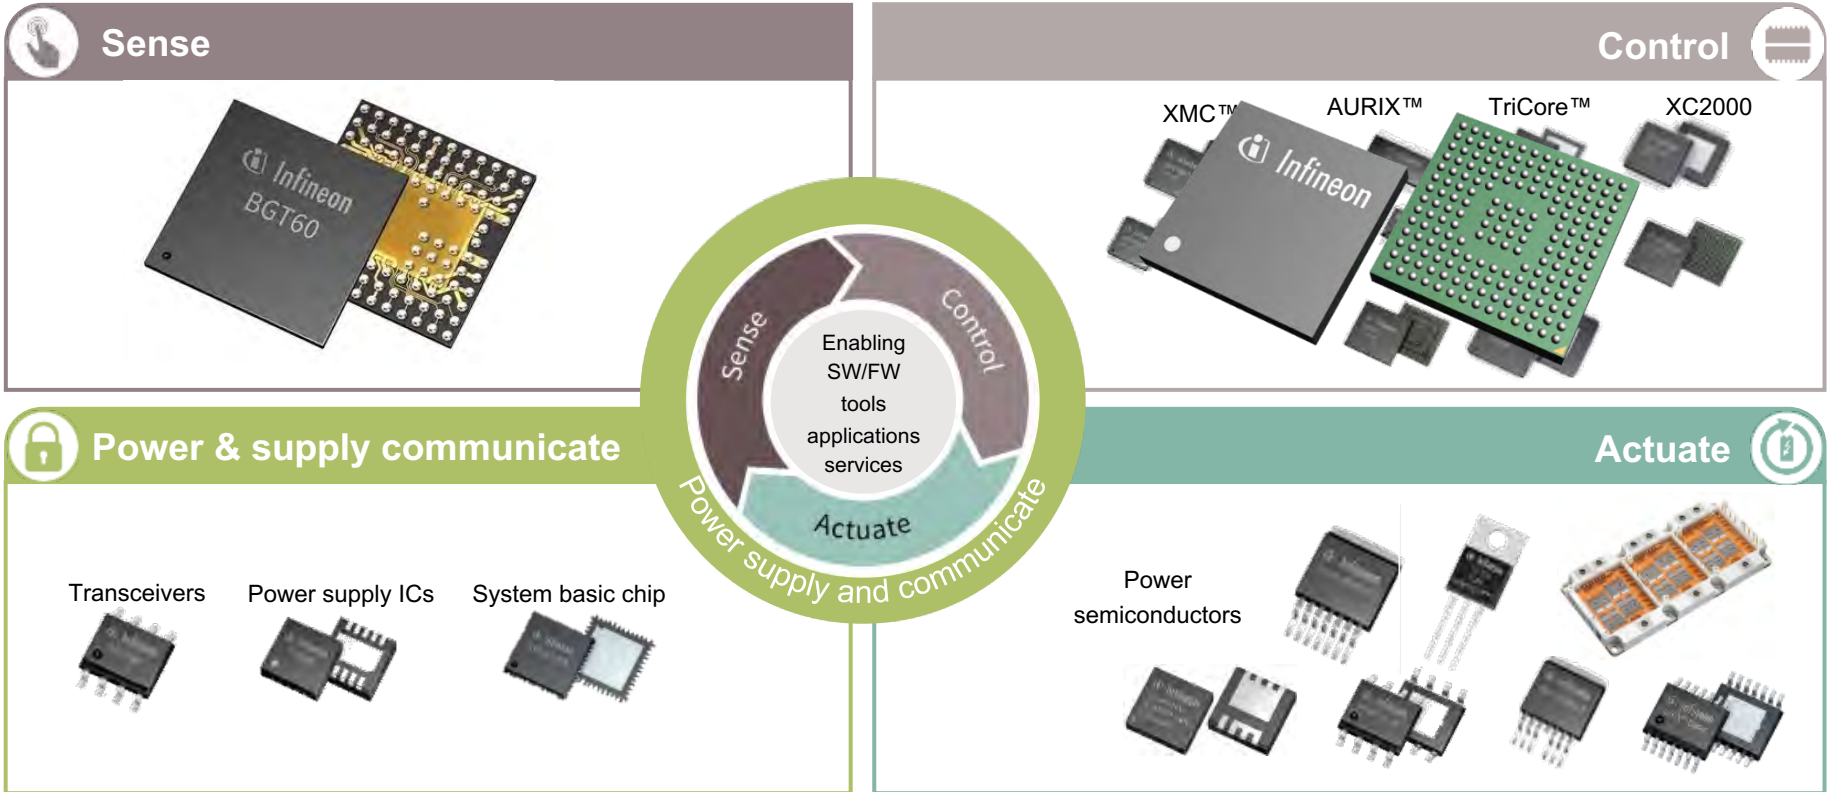 Sense
Control
Infineon
BGT60
XMC™
AURIX™
TriCore™
XC2000
Infineon
Sense
Control
Actuate
Enabling
SW/FW
tools
applications
services
Power supply and communicate
Power & supply communicate
Transceivers
Power supply ICs
System basic chip
Actuate
Power
semiconductors
Infineon